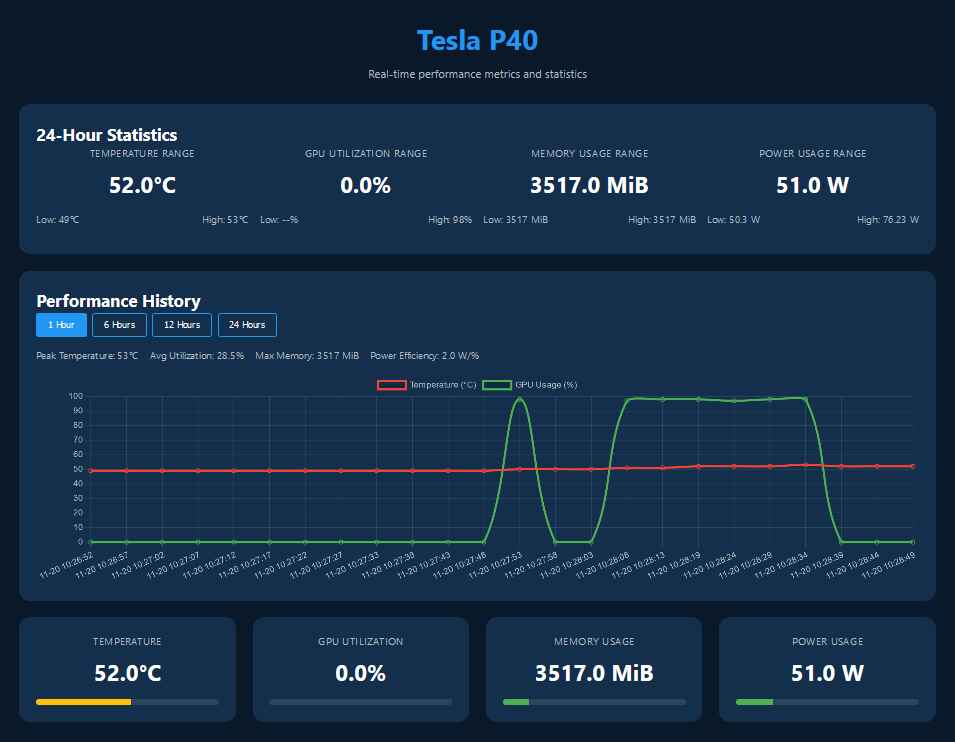 Tesla P40
Real-time performance metrics and statistics
24-Hour Statistics
TEMPERATURE RANGE GPU UTILIZATION RANGE MEMORY USAGE RANGE POWER USAGE RANGE
52.0°C 0.0% 3517.0 MiB 51.0 W
Low: 49°C High: 53°C Low: --% High: 98% Low: 3517 MiB High: 3517 MiB Low: 50.3 W High: 76.23 W
Performance History
1 Hour 6 Hours 12 Hours 24 Hours
Peak Temperature: 53°C Avg Utilization: 28.5% Max Memory: 3517 MiB Power Efficiency: 2.0 W/%
Temperature (°C) GPU Usage (%)
100
90
80
70
60
50
40
30
20
10
0
11-20 10:26:52 11-20 10:26:57 11-20 10:27:02 11-20 10:27:07 11-20 10:27:12 11-20 10:27:17 11-20 10:27:22 11-20 10:27:27 11-20 10:27:33 11-20 10:27:38 11-20 10:27:43 11-20 10:27:48 11-20 10:27:53 11-20 10:27:58 11-20 10:28:03 11-20 10:28:08 11-20 10:28:13 11-20 10:28:19 11-20 10:28:24 11-20 10:28:29 11-20 10:28:34 11-20 10:28:39 11-20 10:28:44 11-20 10:28:49
TEMPERATURE GPU UTILIZATION MEMORY USAGE POWER USAGE
52.0°C 0.0% 3517.0 MiB 51.0 W